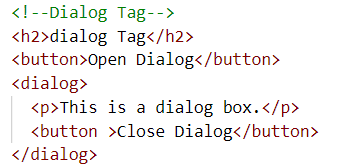 <!--Dialog Tag-->
<h2>dialog Tag</h2>
<button>Open Dialog</button>
<dialog>
  <p>This is a dialog box.</p>
  <button >Close Dialog</button>
</dialog>